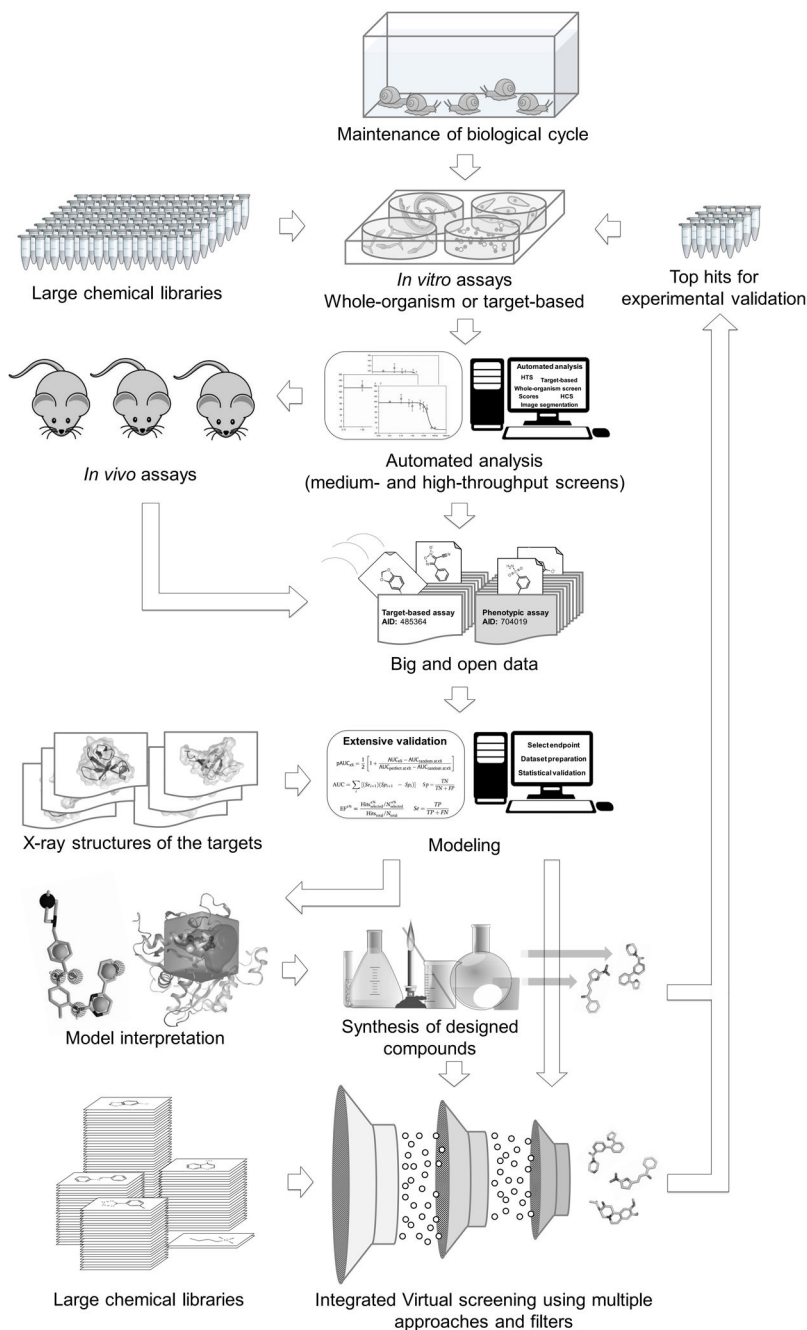 Maintenance of biological cycle
Large chemical libraries
In vitro assays
Whole-organism or target-based
Top hits for
experimental validation
Automated analysis
HTS
Target-based
Whole-organism screen
Scores
HCS
Image segmentation
In vivo assays
Automated analysis
(medium- and high-throughput screens)
Target-based assay
AID: 485364
Phenotypic assay
AID: 704019
Big and open data
Extensive validation
Select endpoint
Dataset preparation
Statistical validation
X-ray structures of the targets
Modeling
Model interpretation
Synthesis of designed
compounds
Large chemical libraries
Integrated Virtual screening using multiple
approaches and filters